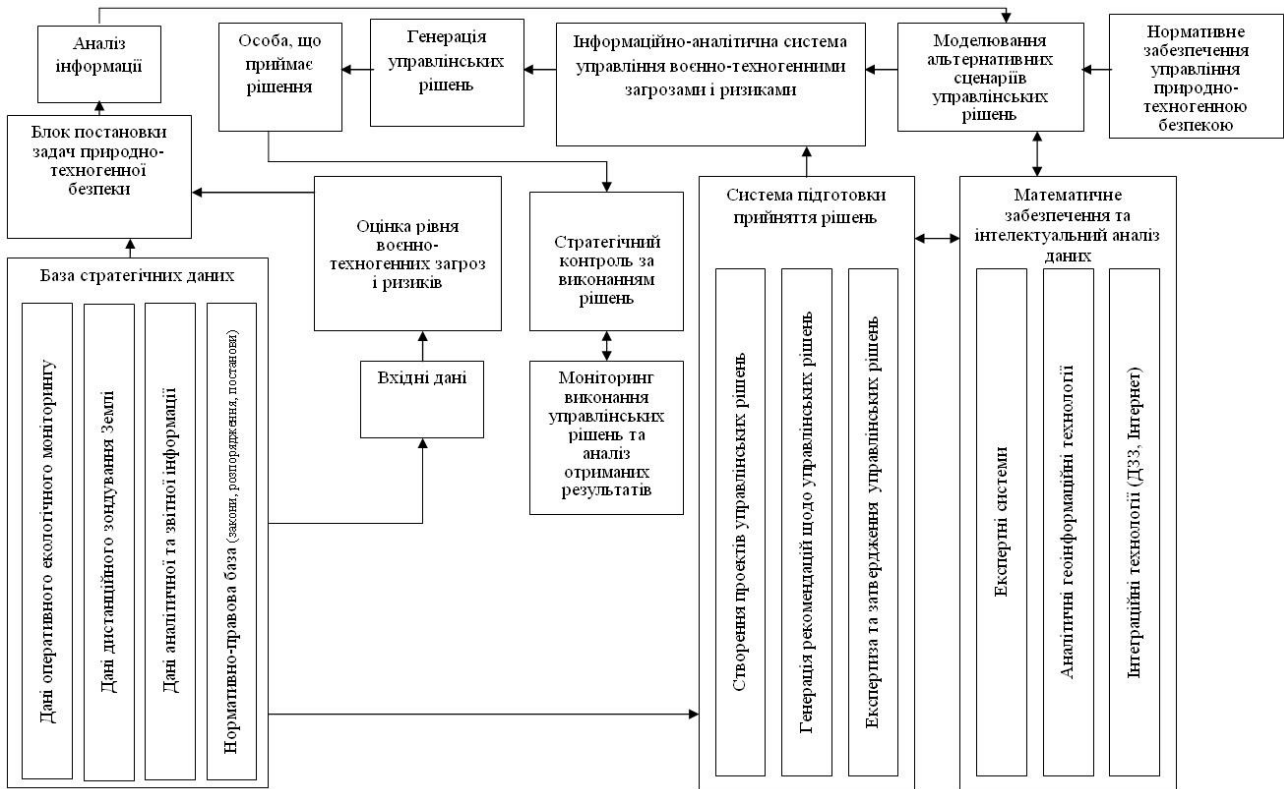 Аналіз
інформації
Особа, що
приймає
рішення
Генерація
управлінських
рішень
Інформаційно-аналітична система
управління воєнно-техногенними
загрозами і ризиками
Моделювання
альтернативних
сценаріїв
управлінських
рішень
Нормативне
забезпечення
управління
природно-
техногенною
безпекою
Блок постановки
задач природно-
техногенної
безпеки
Оцінка рівня
воєнно-
техногенних загроз
і ризиків
Стратегічний
контроль за
виконанням
рішень
Система підготовки
прийняття рішень
Математичне
забезпечення та
інтелектуальний аналіз
даних
База стратегічних даних
Дані оперативного екологічного моніторингу
Дані дистанційного зондування Землі
Дані аналітичної та звітної інформації
Нормативно-правова база (закони, розпорядження, постанови)
Вхідні дані
Моніторинг
виконання
управлінських
рішень та
аналіз
отриманих
результатів
Створення проектів управлінських рішень
Генерація рекомендацій щодо управлінських рішень
Експертиза та затвердження управлінських рішень
Експертні системи
Аналітичні геоінформаційні технології
Інтеграційні технології (ДЗЗ, Інтернет)